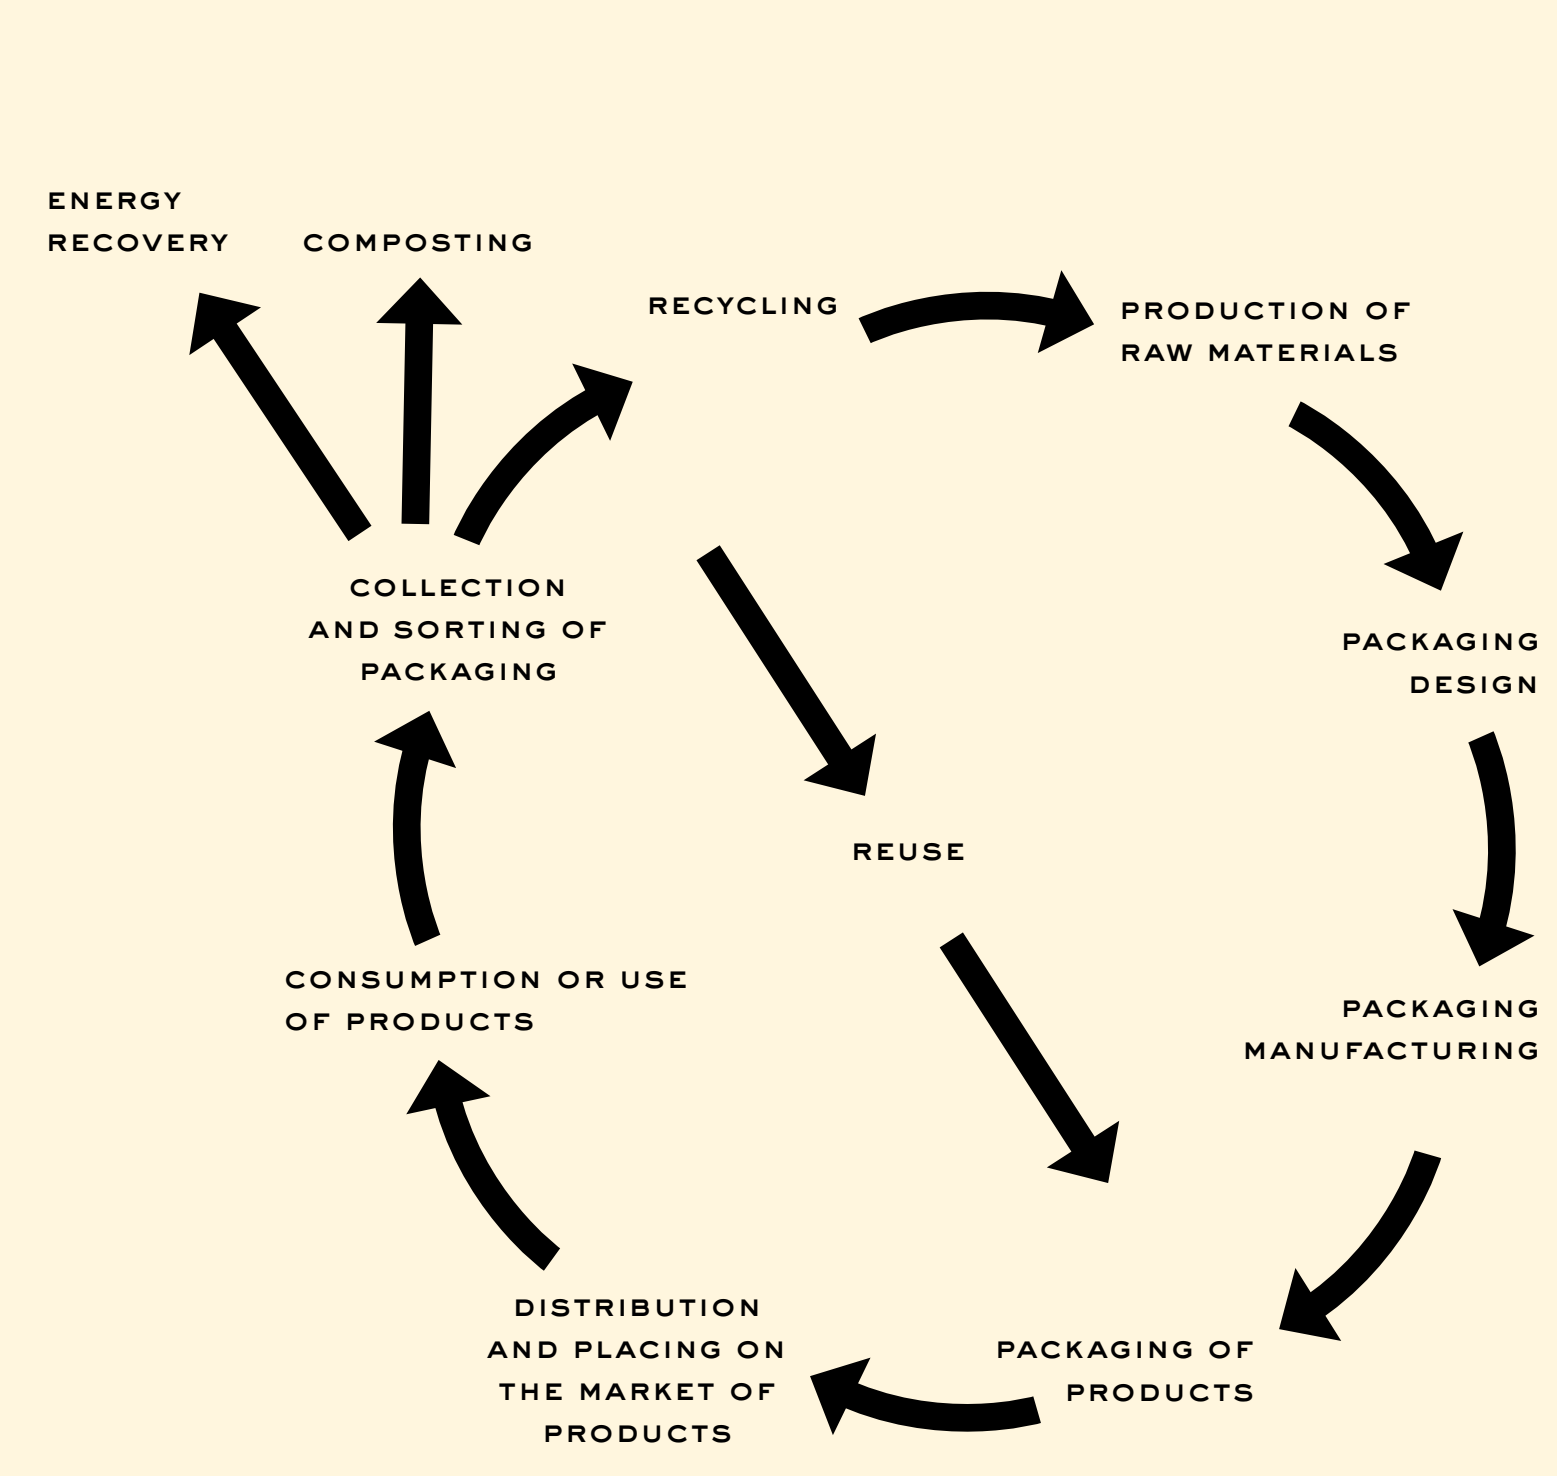 ENERGY
RECOVERY
COMPOSTING
RECYCLING
PRODUCTION OF
RAW MATERIALS
COLLECTION
AND SORTING OF
PACKAGING
PACKAGING
DESIGN
REUSE
CONSUMPTION OR USE
OF PRODUCTS
PACKAGING
MANUFACTURING
DISTRIBUTION
AND PLACING ON
THE MARKET OF
PRODUCTS
PACKAGING OF
PRODUCTS